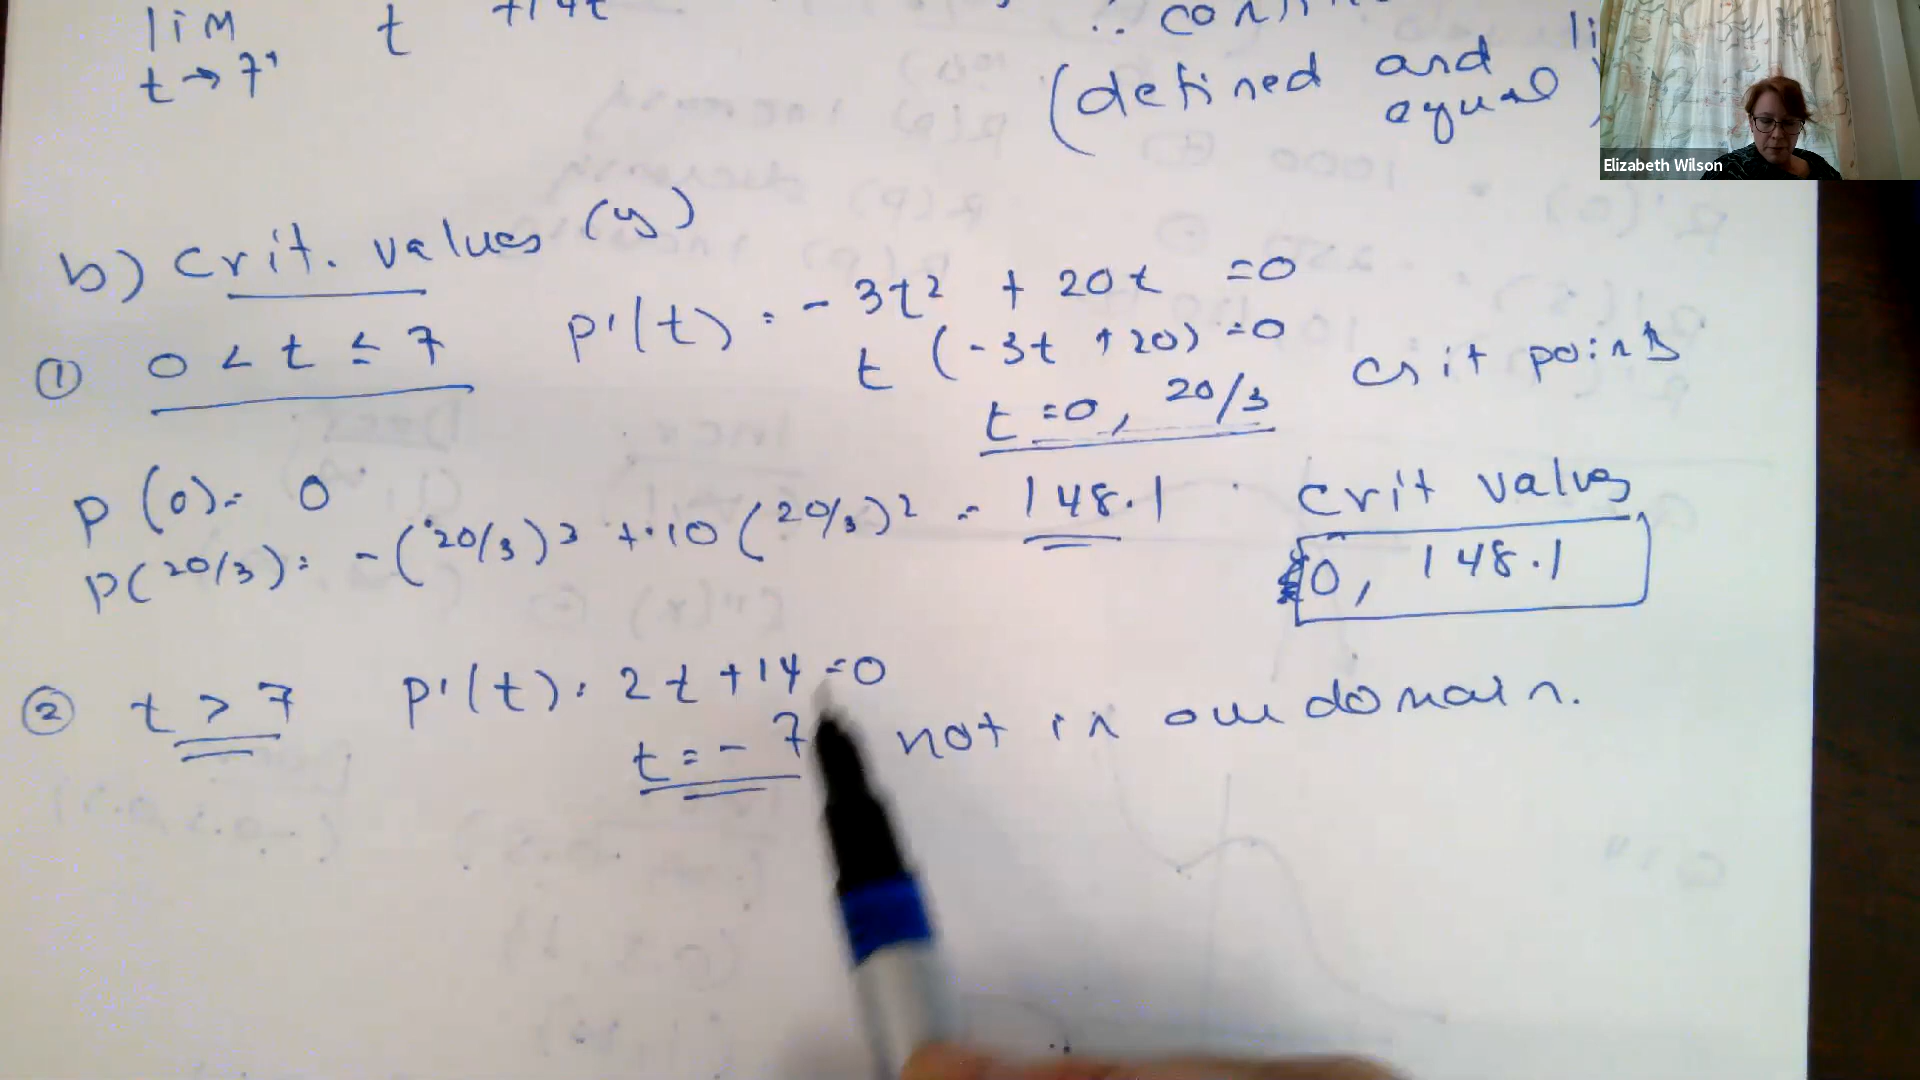 lim t
t → 7⁺
(defined and
equal
Elizabeth Wilson
b) Crit. values (y)
① 0 < t ≤ 7 p'(t) = -3t² + 20t = 0
t (-3t + 20) = 0
t = 0, 20/3 crit points
p(0) = 0
p(20/3) = -(20/3)³ + 10(20/3)² = 148.1
Crit values
0, 148.1
② t > 7 p'(t) = 2t + 14 = 0
t = -7 not in our domain.